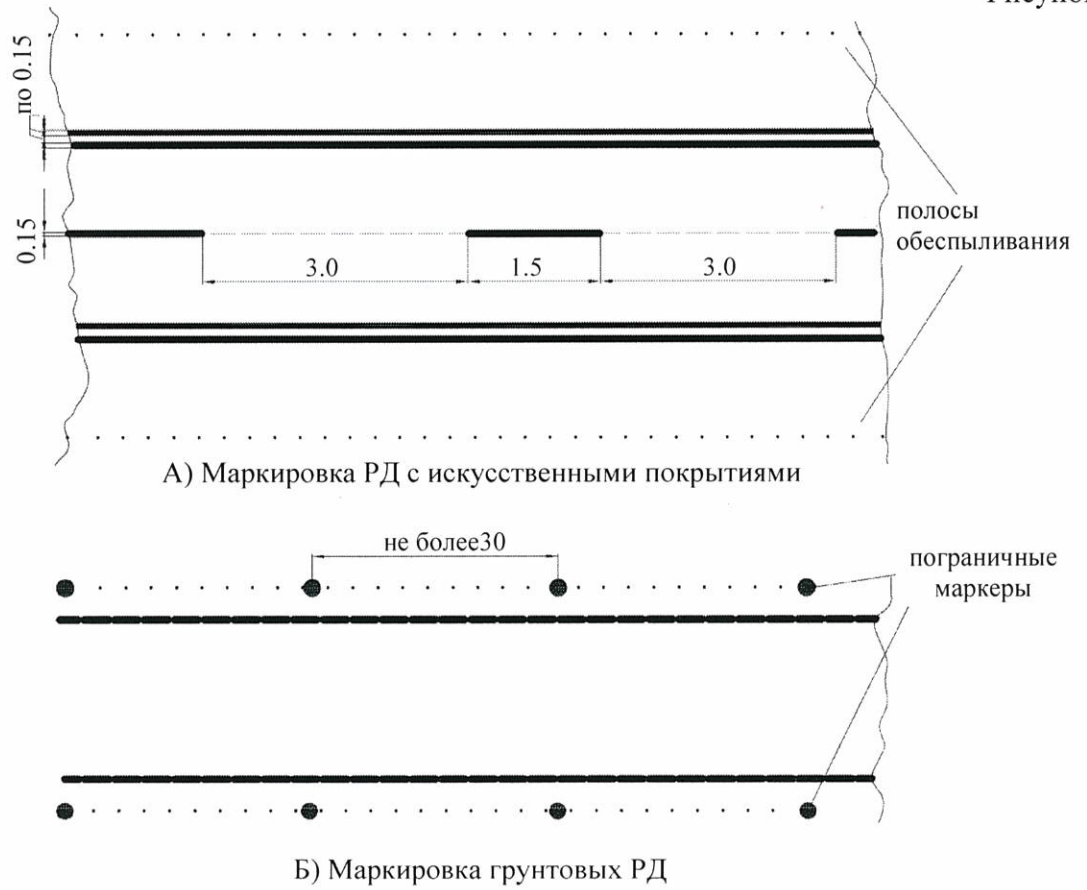 Рисунок
по 0.15
0.15
3.0
1.5
3.0
полосы
обеспыливания
А) Маркировка РД с искусственными покрытиями
не более30
пограничные
маркеры
Б) Маркировка грунтовых РД